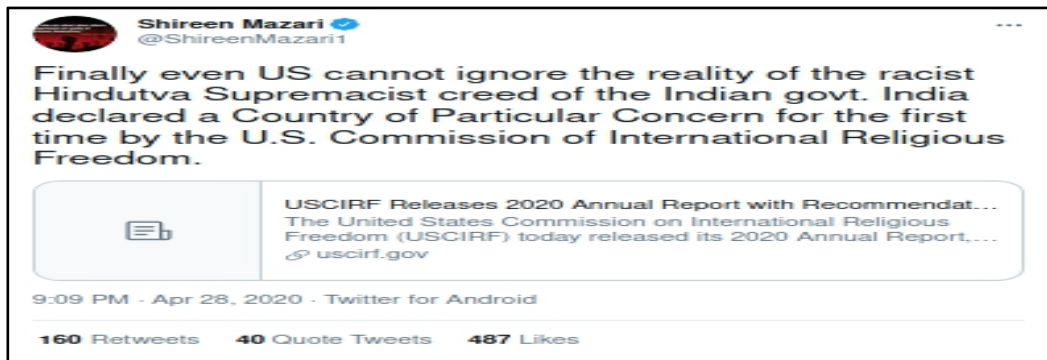 Shireen Mazari
@ShireenMazari1
Finally even US cannot ignore the reality of the racist
Hindutva Supremacist creed of the Indian govt. India
declared a Country of Particular Concern for the first
time by the U.S. Commission of International Religious
Freedom.
USCIRF Releases 2020 Annual Report with Recommendat...
The United States Commission on International Religious
Freedom (USCIRF) today released its 2020 Annual Report,...
uscirf.gov
9:09 PM · Apr 28, 2020 · Twitter for Android
160 Retweets 40 Quote Tweets 487 Likes